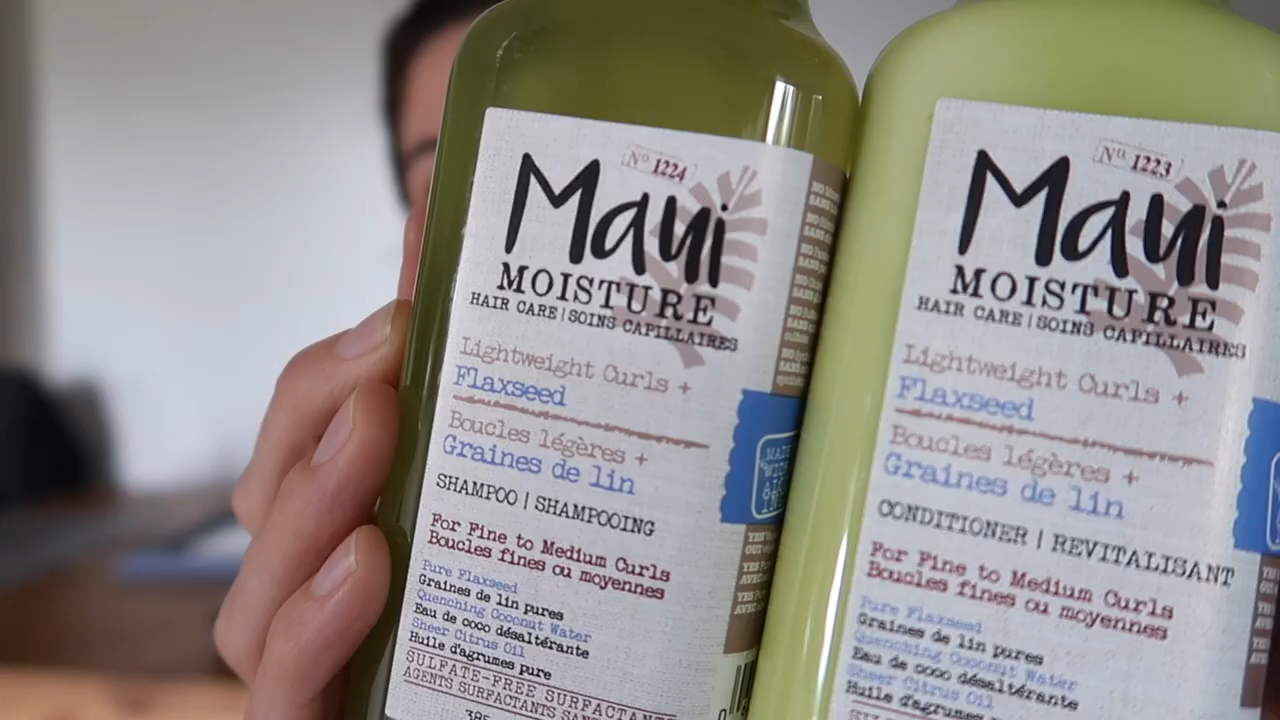 Nº 1224
Maui
MOISTURE
HAIR CARE | SOINS CAPILLAIRES
Lightweight Curls +
Flaxseed
Boucles légères +
Graines de lin
SHAMPOO | SHAMPOOING
For Fine to Medium Curls
Boucles fines ou moyennes
Pure Flaxseed
Graines de lin pures
Quenching Coconut Water
Eau de coco désaltérante
Sheer Citrus Oil
Huile d'agrumes pure
SULFATE-FREE SURFACTANTS
AGENTS SURFACTANTS SANS
385
MADE
WITH
Nº 1223
Maui
MOISTURE
HAIR CARE | SOINS CAPILLAIRES
Lightweight Curls +
Flaxseed
Boucles légères +
Graines de lin
CONDITIONER | REVITALISANT
For Fine to Medium Curls
Boucles fines ou moyennes
Pure Flaxseed
Graines de lin pures
Quenching Coconut Water
Eau de coco désaltérante
Sheer Citrus Oil
Huile d'agrumes pure